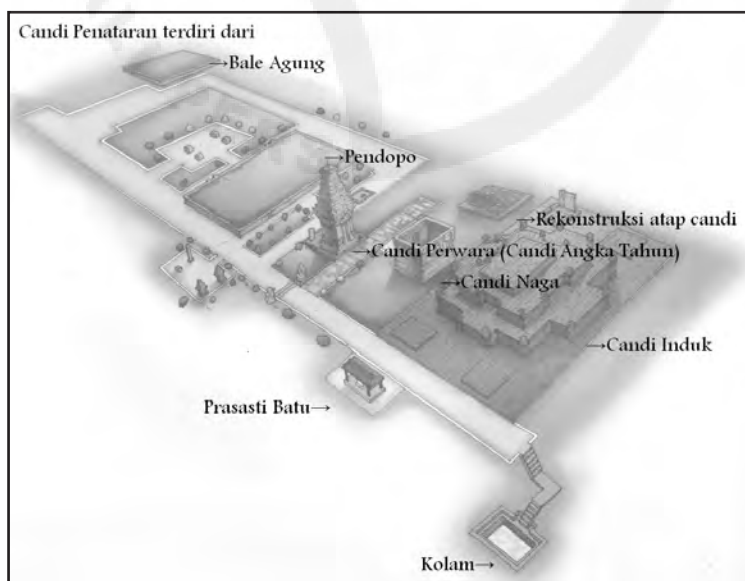 Candi Penataran terdiri dari
→Bale Agung
→Pendopo
→Rekonstruksi atap candi
→Candi Perwara (Candi Angka Tahun)
→Candi Naga
→Candi Induk
Prasasti Batu→
Kolam→